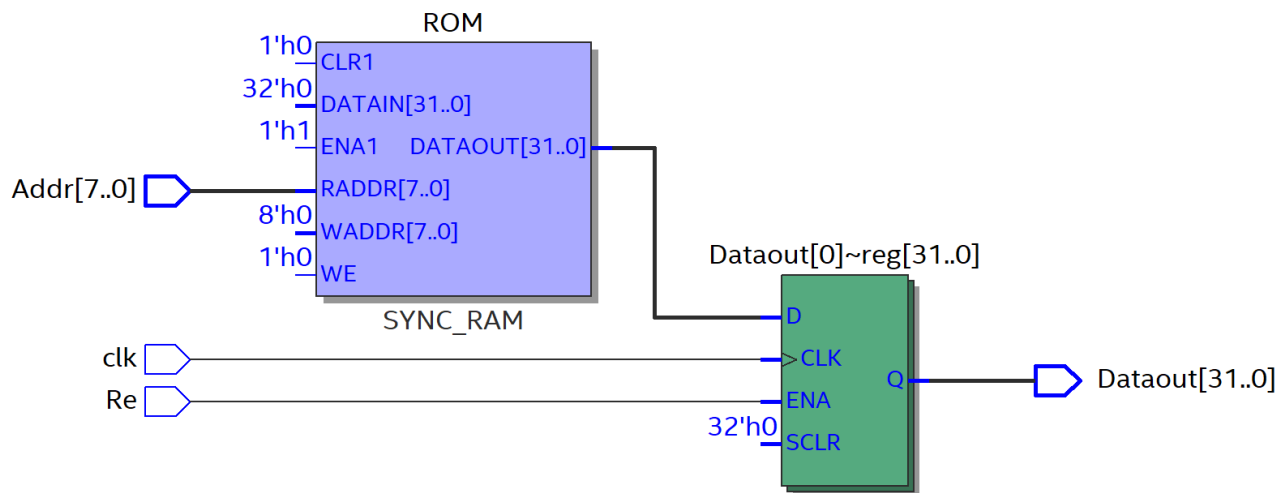 ROM
1'h0
CLR1
32'h0
DATAIN[31..0]
1'h1
ENA1 DATAOUT[31..0]
Addr[7..0]
RADDR[7..0]
8'h0
WADDR[7..0]
1'h0
WE
SYNC_RAM
Dataout[0]~reg[31..0]
D
clk
CLK
Q
Dataout[31..0]
Re
ENA
32'h0
SCLR